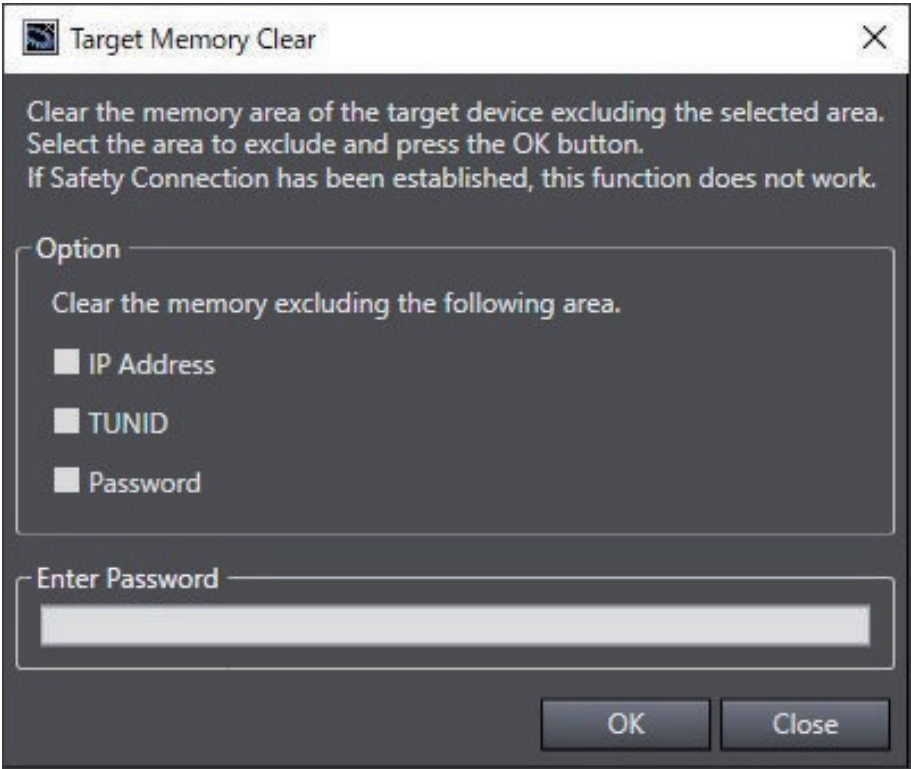 Target Memory Clear
Clear the memory area of the target device excluding the selected area.
Select the area to exclude and press the OK button.
If Safety Connection has been established, this function does not work.
Option
Clear the memory excluding the following area.
IP Address
TUNID
Password
Enter Password
OK
Close